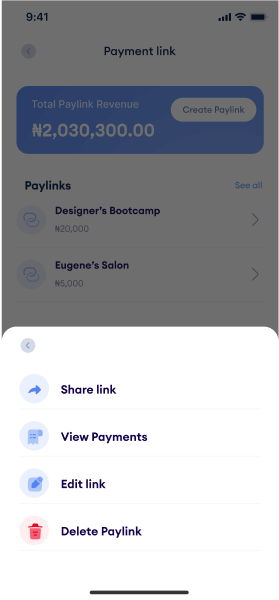 9:41
Payment link
Total Paylink Revenue
Create Paylink
₦2,030,300.00
Paylinks
See all
Designer's Bootcamp
₦20,000
Eugene's Salon
₦5,000
Share link
View Payments
Edit link
Delete Paylink